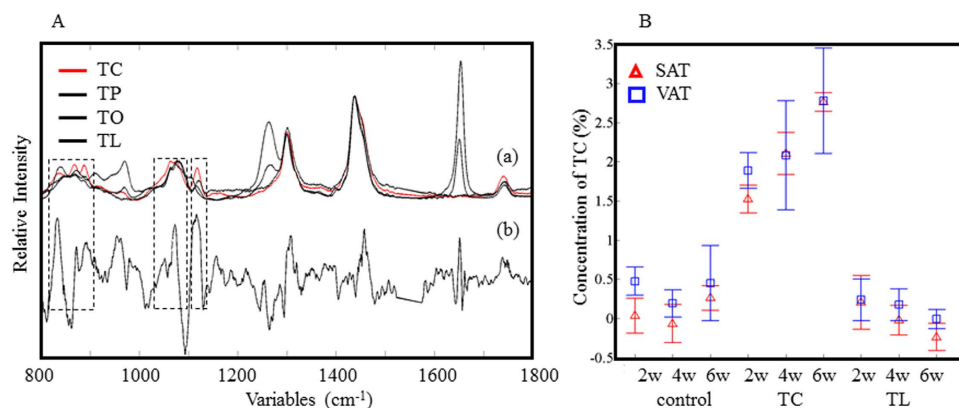 A
TC
TP
TO
TL
(a)
(b)
Relative Intensity
800 1000 1200 1400 1600 1800
Variables (cm⁻¹)
B
SAT
VAT
Concentration of TC (%)
3.5
3
2.5
2
1.5
1
0.5
0
-0.5
2w 4w 6w 2w 4w 6w 2w 4w 6w
control TC TL